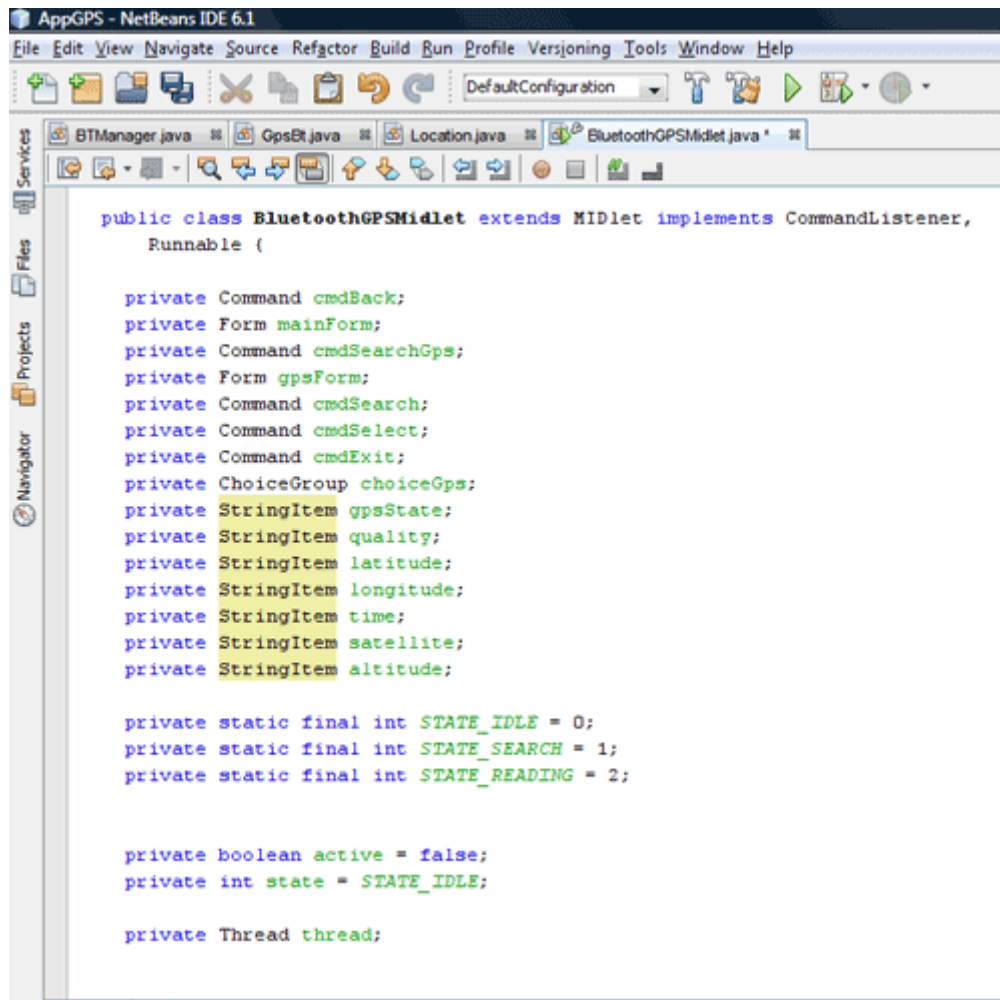 AppGPS - NetBeans IDE 6.1
File Edit View Navigate Source Refactor Build Run Profile Versioning Tools Window Help
DefaultConfiguration
BTManager.java GpsBt.java Location.java BluetoothGPSMidlet.java *
Services
Files
Projects
Navigator
public class BluetoothGPSMidlet extends MIDlet implements CommandListener,
Runnable {
private Command cmdBack;
private Form mainForm;
private Command cmdSearchGps;
private Form gpsForm;
private Command cmdSearch;
private Command cmdSelect;
private Command cmdExit;
private ChoiceGroup choiceGps;
private StringItem gpsState;
private StringItem quality;
private StringItem latitude;
private StringItem longitude;
private StringItem time;
private StringItem satellite;
private StringItem altitude;
private static final int STATE_IDLE = 0;
private static final int STATE_SEARCH = 1;
private static final int STATE_READING = 2;
private boolean active = false;
private int state = STATE_IDLE;
private Thread thread;